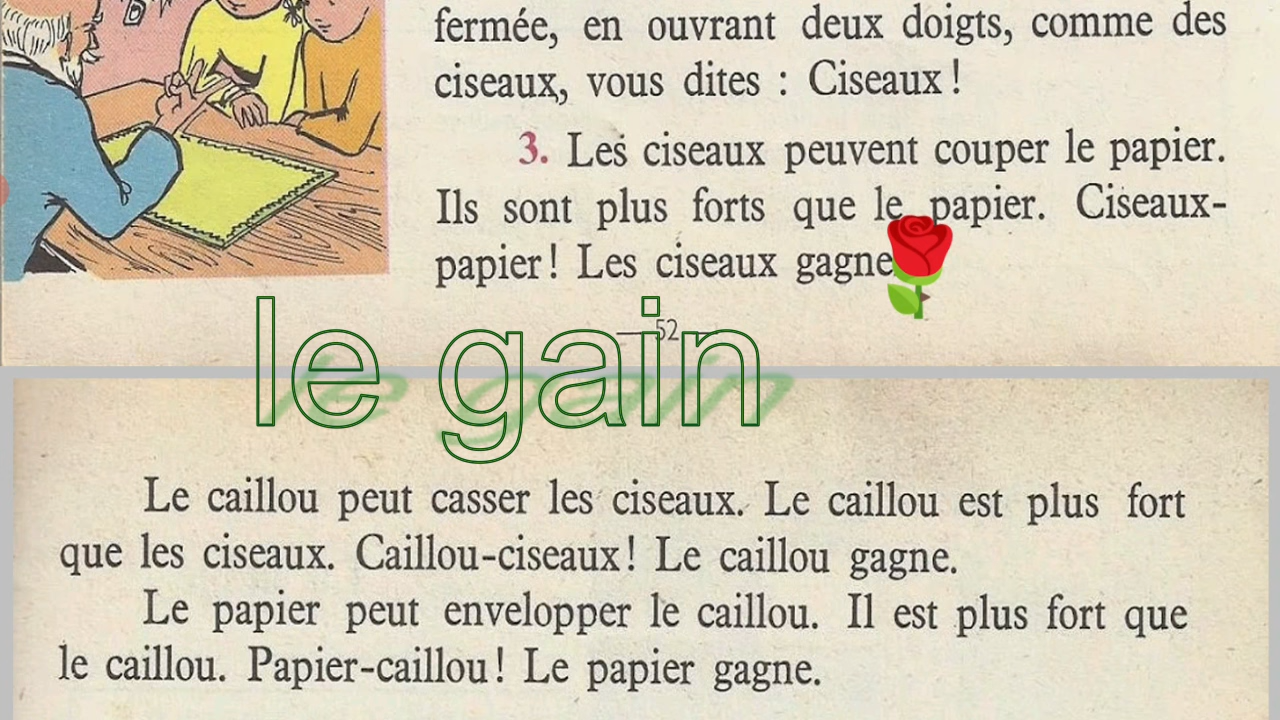 fermée, en ouvrant deux doigts, comme des
ciseaux, vous dites : Ciseaux !
3. Les ciseaux peuvent couper le papier.
Ils sont plus forts que le papier. Ciseaux-
papier ! Les ciseaux gagne
— 52 —
le gain
Le caillou peut casser les ciseaux. Le caillou est plus fort
que les ciseaux. Caillou-ciseaux ! Le caillou gagne.
Le papier peut envelopper le caillou. Il est plus fort que
le caillou. Papier-caillou ! Le papier gagne.